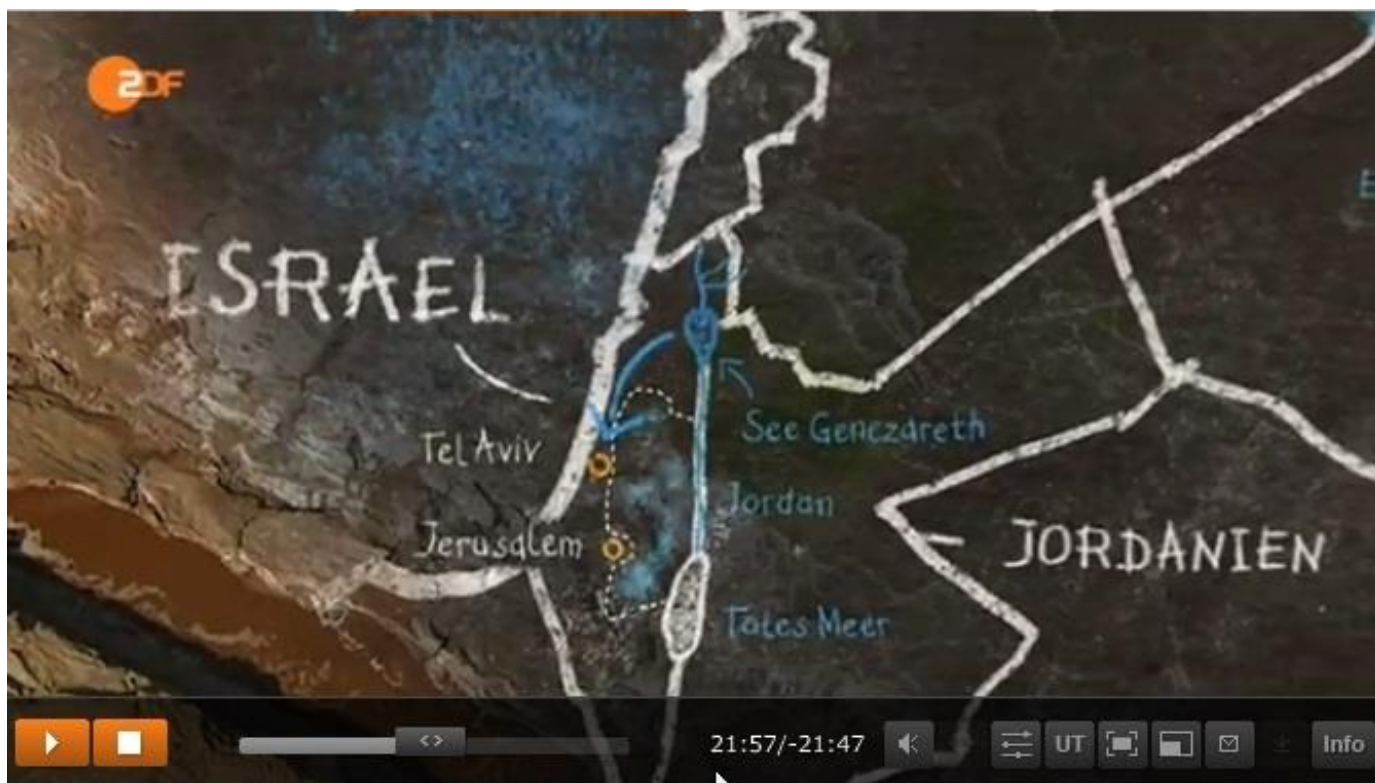 2DF
ISRAEL
E
Tel Aviv
See Genezareth
Jordan
Jerusalem
JORDANIEN
Totes Meer
21:57/-21:47
UT
Info